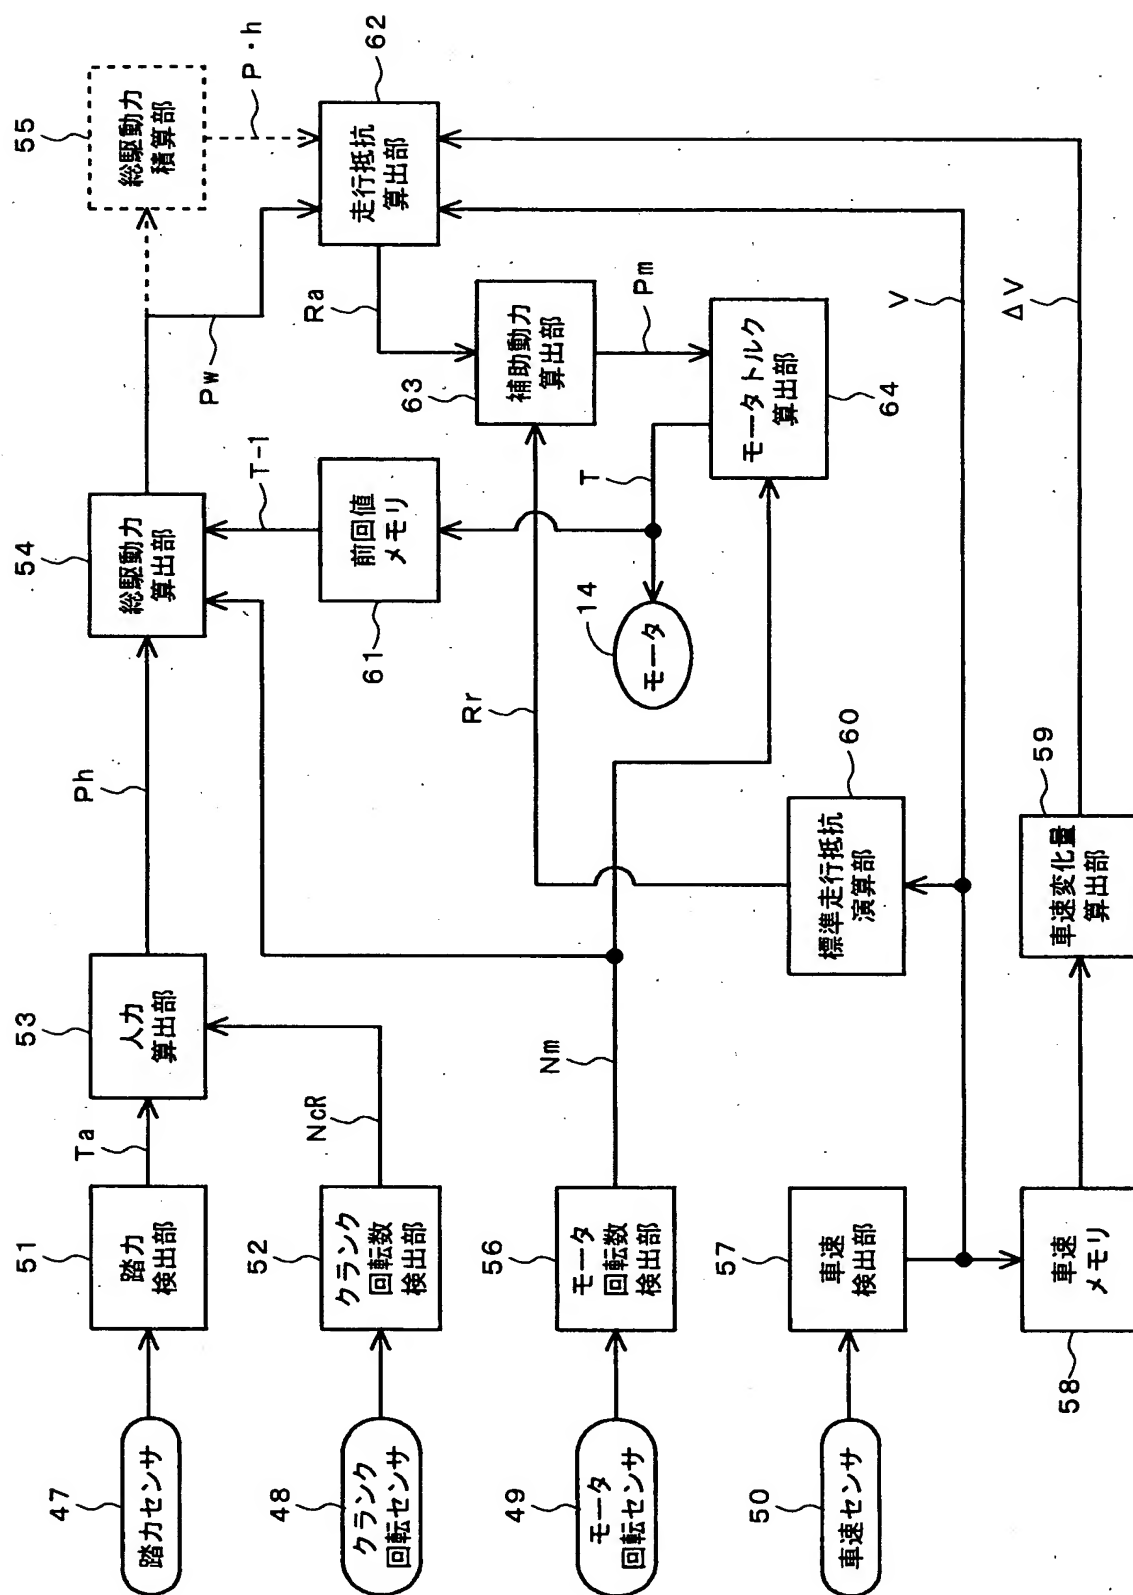 47
踏力センサ
51
踏力
検出部
Ta
53
人力
算出部
Ph
54
総駆動力
算出部
Pw
55
総駆動力
積算部
P・h
48
クランク
回転センサ
52
クランク
回転数
検出部
NcR
61
前回値
メモリ
T-1
62
走行抵抗
算出部
Ra
49
モータ
回転センサ
56
モータ
回転数
検出部
Nm
Rr
63
補助動力
算出部
Pm
14
モータ
T
64
モータトルク
算出部
50
車速センサ
57
車速
検出部
60
標準走行抵抗
演算部
V
58
車速
メモリ
59
車速変化量
算出部
ΔV